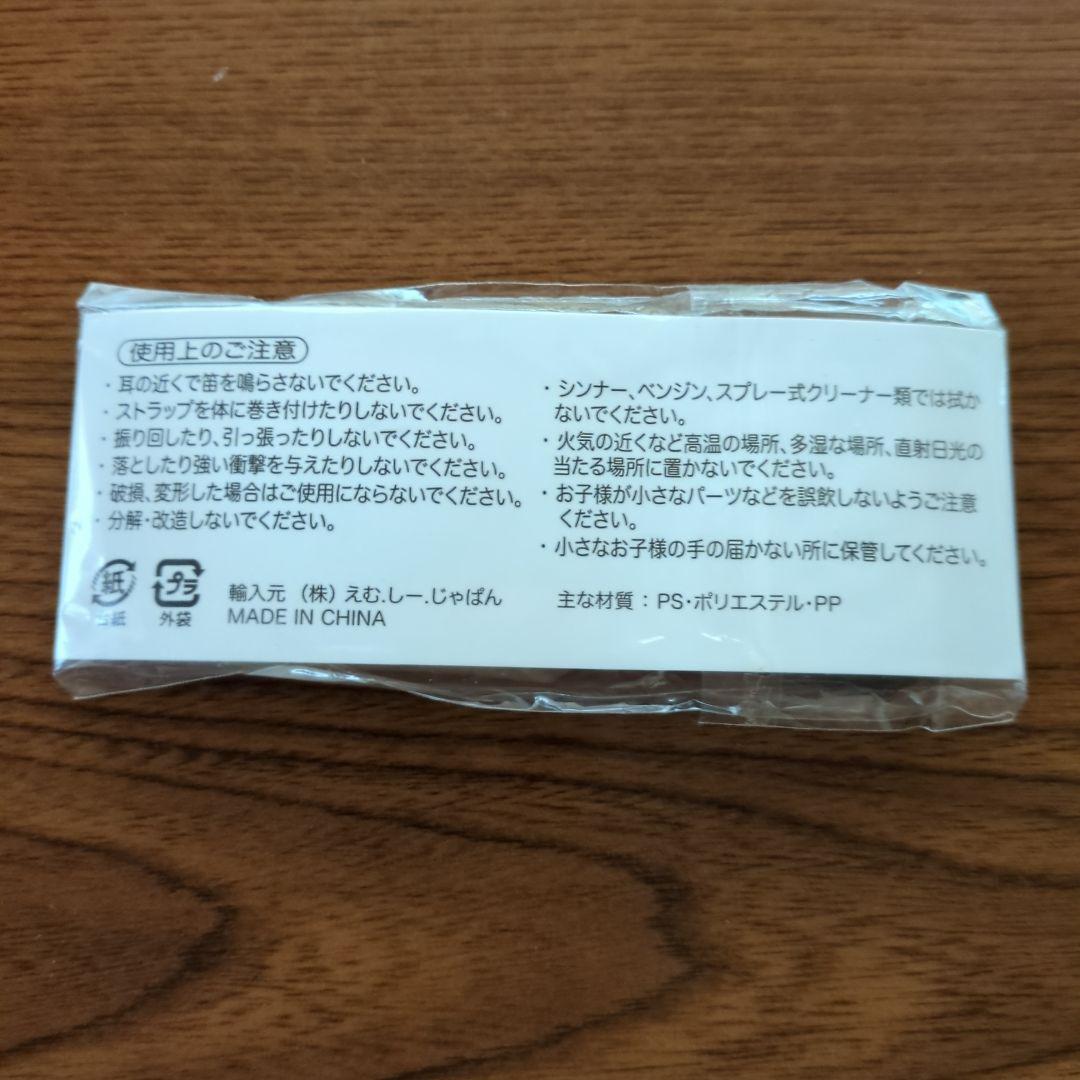 使用上のご注意
・耳の近くで笛を鳴らさないでください。
・ストラップを体に巻き付けたりしないでください。
・振り回したり、引っ張ったりしないでください。
・落としたり強い衝撃を与えたりしないでください。
・破損、変形した場合はご使用にならないでください。
・分解・改造しないでください。
・シンナー、ベンジン、スプレー式クリーナー類では拭か
ないでください。
・火気の近くなど高温の場所、多湿な場所、直射日光の
当たる場所に置かないでください。
・お子様が小さなパーツなどを誤飲しないようご注意
ください。
・小さなお子様の手の届かない所に保管してください。
紙
台紙
プラ
外袋
輸入元 （株）えむ.しー.じゃぱん
MADE IN CHINA
主な材質：PS・ポリエステル・PP